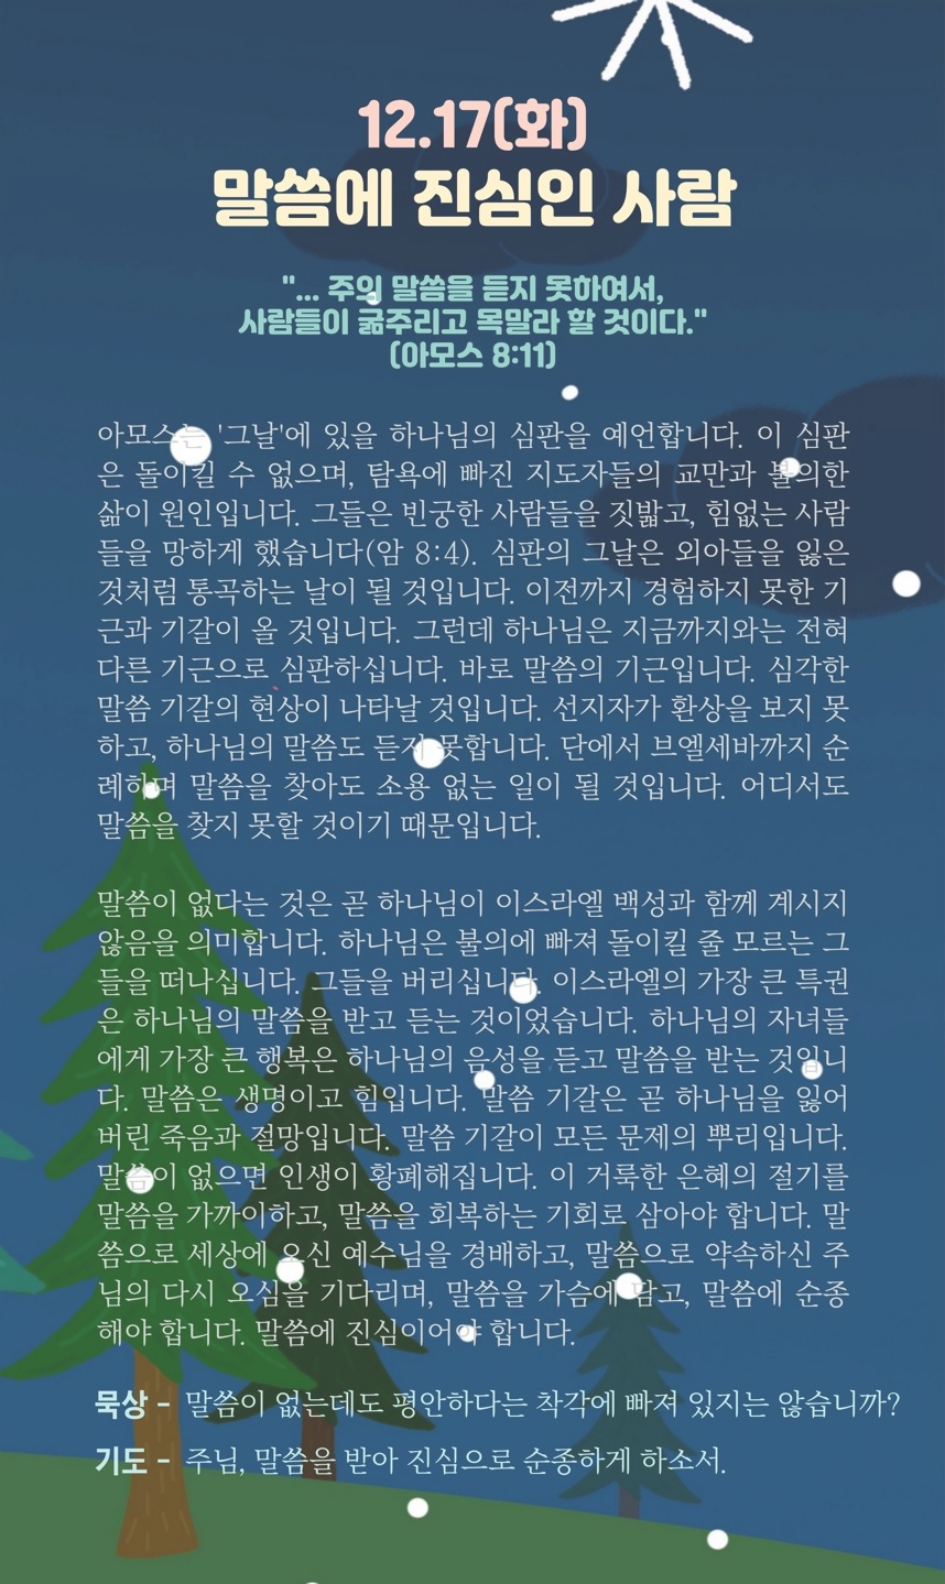 12.17(화)
말씀에 진심인 사람
"... 주의 말씀을 듣지 못하여서,
사람들이 굶주리고 목말라 할 것이다."
(아모스 8:11)
아모스는 '그날'에 있을 하나님의 심판을 예언합니다. 이 심판
은 돌이킬 수 없으며, 탐욕에 빠진 지도자들의 교만과 불의한
삶이 원인입니다. 그들은 빈궁한 사람들을 짓밟고, 힘없는 사람
들을 망하게 했습니다(암 8:4). 심판의 그날은 외아들을 잃은
것처럼 통곡하는 날이 될 것입니다. 이전까지 경험하지 못한 기
근과 기갈이 올 것입니다. 그런데 하나님은 지금까지와는 전혀
다른 기근으로 심판하십니다. 바로 말씀의 기근입니다. 심각한
말씀 기갈의 현상이 나타날 것입니다. 선지자가 환상을 보지 못
하고, 하나님의 말씀도 듣지 못합니다. 단에서 브엘세바까지 순
례하며 말씀을 찾아도 소용 없는 일이 될 것입니다. 어디서도
말씀을 찾지 못할 것이기 때문입니다.
말씀이 없다는 것은 곧 하나님이 이스라엘 백성과 함께 계시지
않음을 의미합니다. 하나님은 불의에 빠져 돌이킬 줄 모르는 그
들을 떠나십니다. 그들을 버리십니다. 이스라엘의 가장 큰 특권
은 하나님의 말씀을 받고 듣는 것이었습니다. 하나님의 자녀들
에게 가장 큰 행복은 하나님의 음성을 듣고 말씀을 받는 것입니
다. 말씀은 생명이고 힘입니다. 말씀 기갈은 곧 하나님을 잃어
버린 죽음과 절망입니다. 말씀 기갈이 모든 문제의 뿌리입니다.
말씀이 없으면 인생이 황폐해집니다. 이 거룩한 은혜의 절기를
말씀을 가까이하고, 말씀을 회복하는 기회로 삼아야 합니다. 말
씀으로 세상에 오신 예수님을 경배하고, 말씀으로 약속하신 주
님의 다시 오심을 기다리며, 말씀을 가슴에 담고, 말씀에 순종
해야 합니다. 말씀에 진심이어야 합니다.
묵상 - 말씀이 없는데도 평안하다는 착각에 빠져 있지는 않습니까?
기도 - 주님, 말씀을 받아 진심으로 순종하게 하소서.